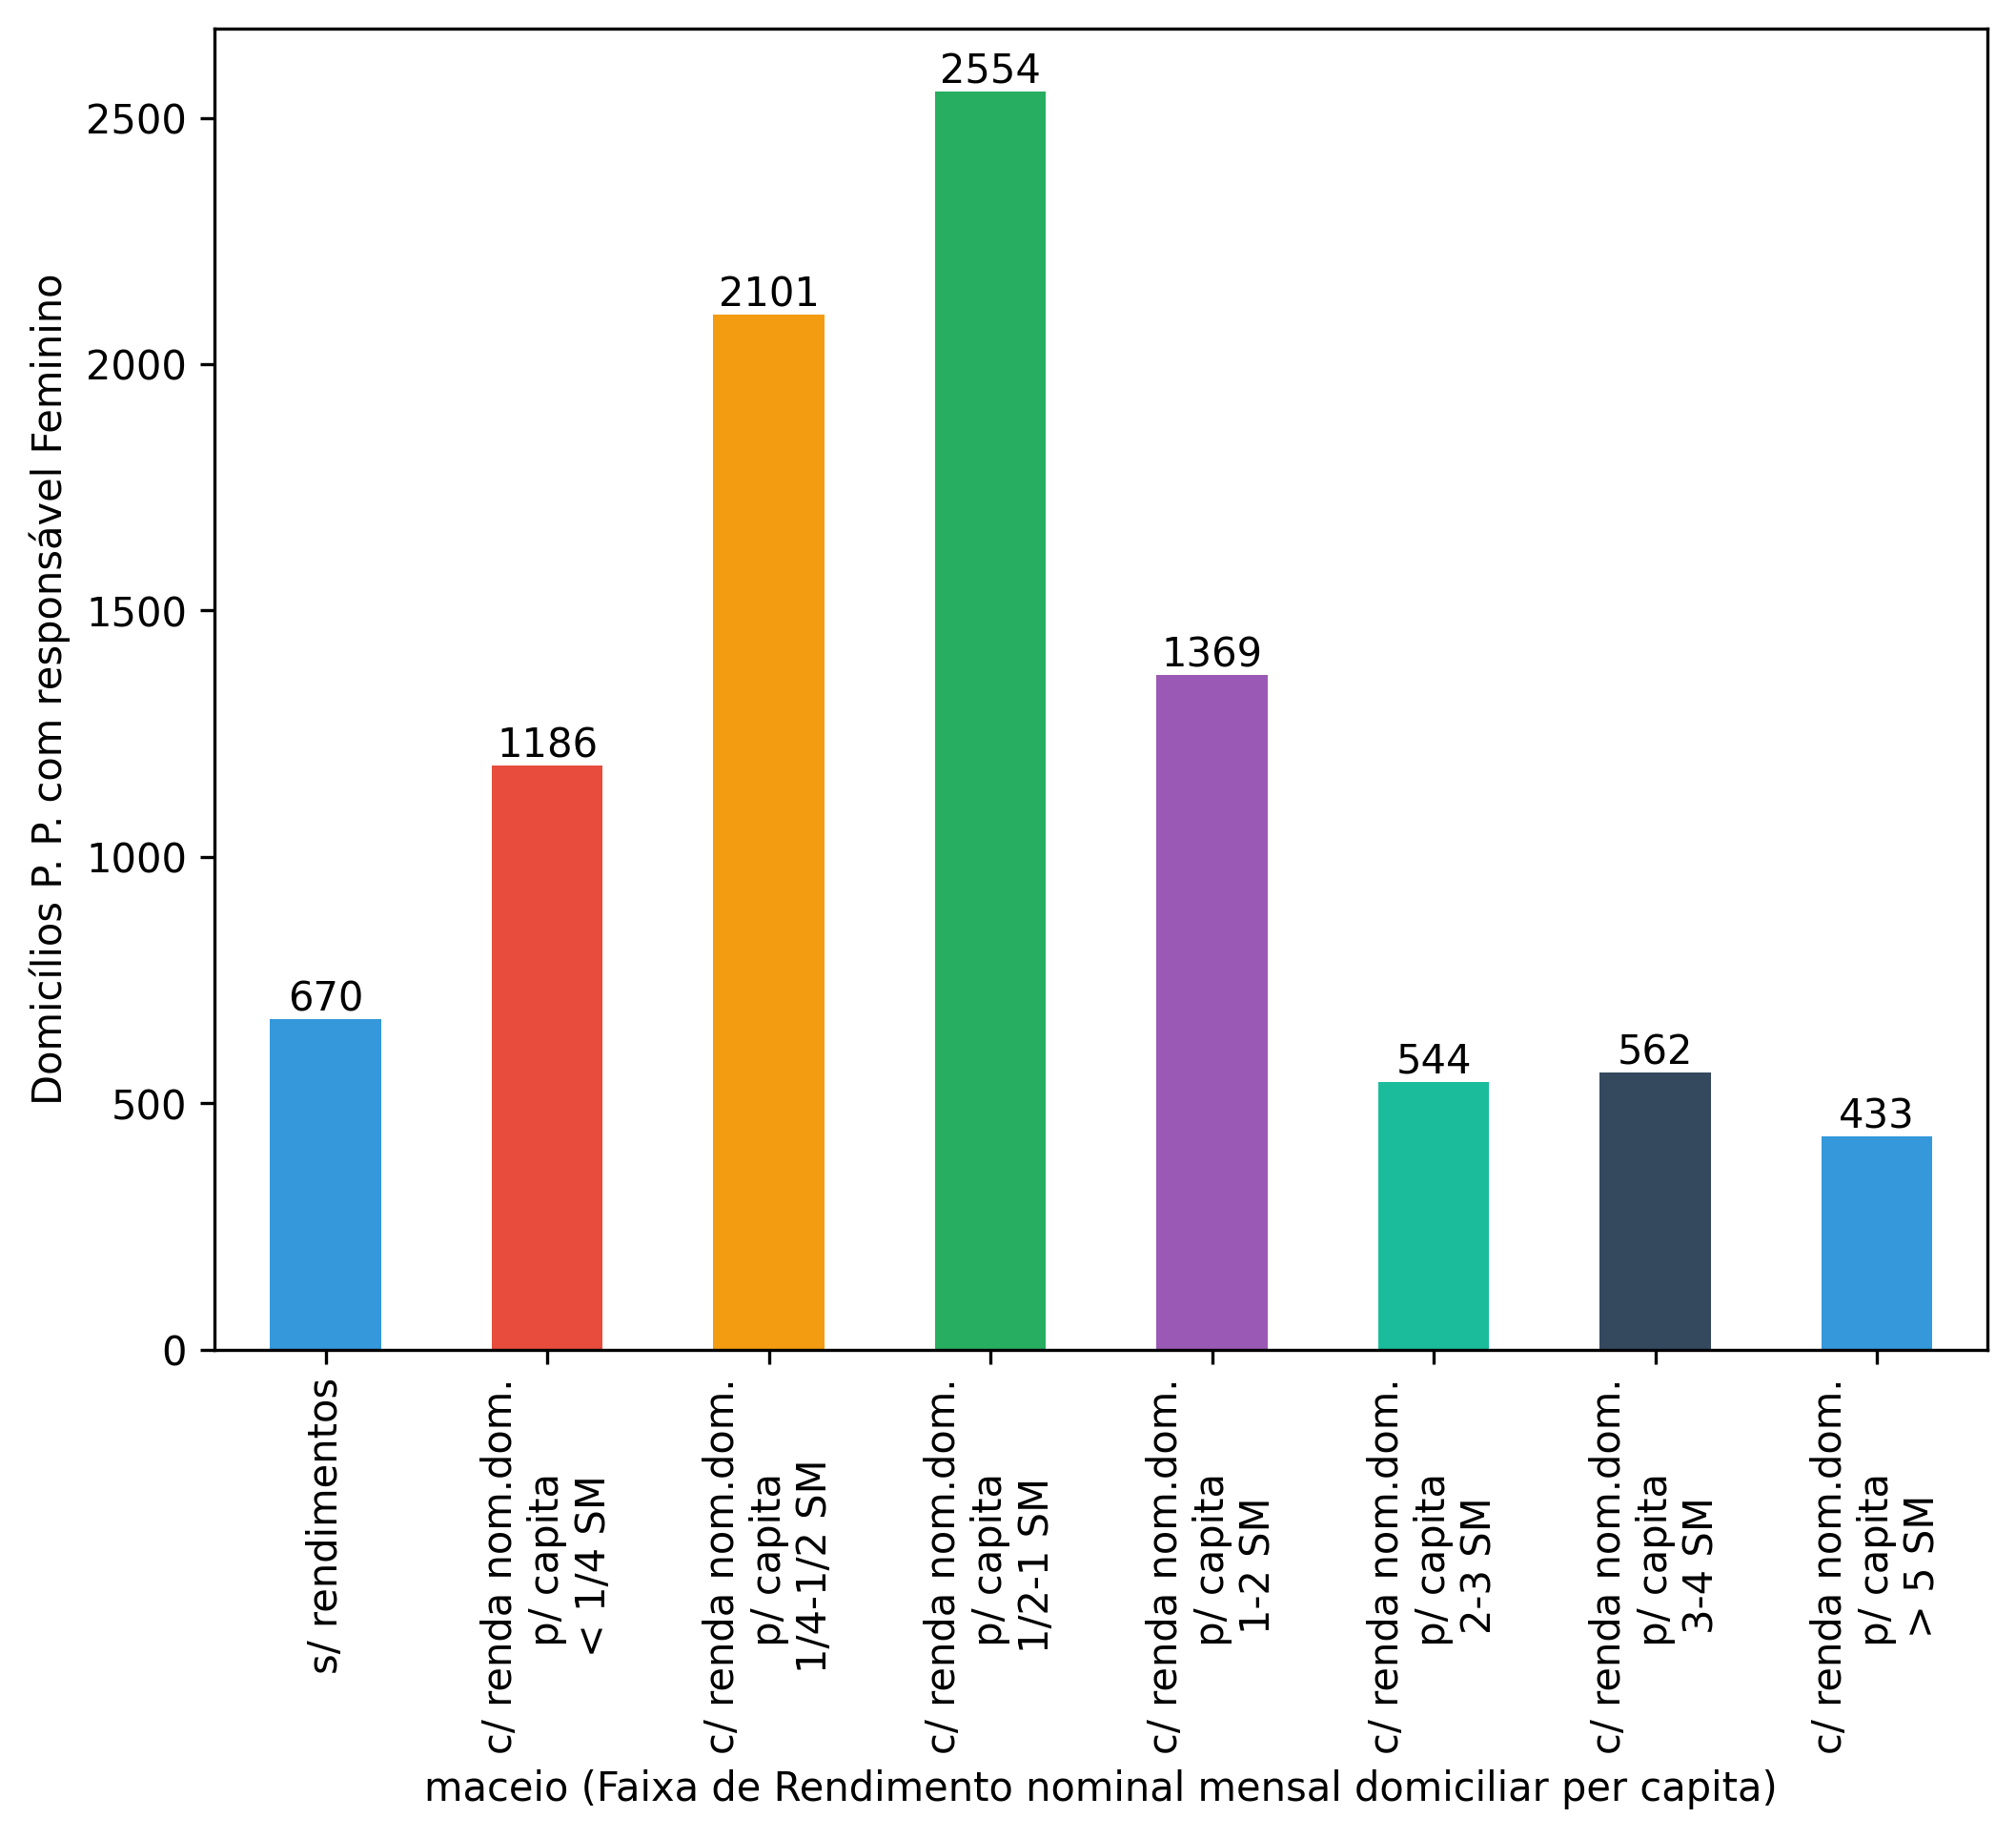 2554
2500
2101
2000
1500
1369
1186
1000
670
544
562
500
433
0
Domicílios P. P. com responsável Feminino
s/ rendimentos
c/ renda nom.dom.
p/ capita
< 1/4 SM
c/ renda nom.dom.
p/ capita
1/4-1/2 SM
c/ renda nom.dom.
p/ capita
1/2-1 SM
c/ renda nom.dom.
p/ capita
1-2 SM
c/ renda nom.dom.
p/ capita
2-3 SM
c/ renda nom.dom.
p/ capita
3-4 SM
c/ renda nom.dom.
p/ capita
> 5 SM
maceio (Faixa de Rendimento nominal mensal domiciliar per capita)